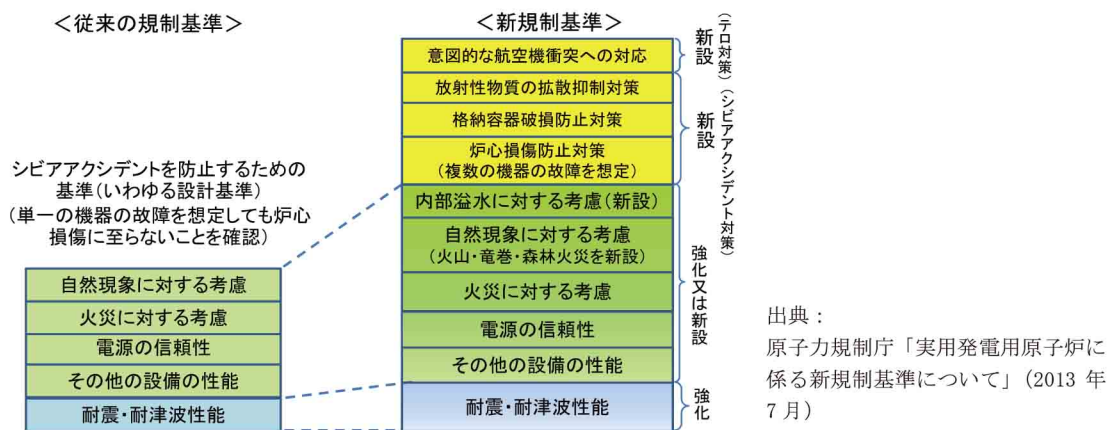 <従来の規制基準>
シビアアクシデントを防止するための
基準(いわゆる設計基準)
(単一の機器の故障を想定しても炉心
損傷に至らないことを確認)
自然現象に対する考慮
火災に対する考慮
電源の信頼性
その他の設備の性能
耐震・耐津波性能
<新規制基準>
意図的な航空機衝突への対応
放射性物質の拡散抑制対策
格納容器破損防止対策
炉心損傷防止対策
(複数の機器の故障を想定)
内部溢水に対する考慮(新設)
自然現象に対する考慮
(火山・竜巻・森林火災を新設)
火災に対する考慮
電源の信頼性
その他の設備の性能
耐震・耐津波性能
新設
(テロ対策)
新設
(シビアアクシデント対策)
強化又は新設
強化
出典:
原子力規制庁「実用発電用原子炉に
係る新規制基準について」(2013 年
7 月)